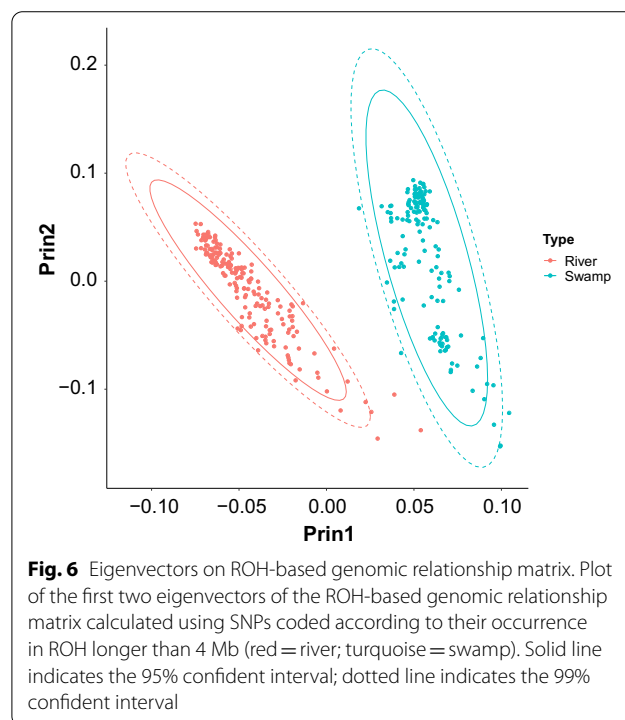 0.2
0.1
0.0
−0.1
Prin2
−0.10
−0.05
0.00
0.05
0.10
Prin1
Type
River
Swamp
Fig. 6 Eigenvectors on ROH-based genomic relationship matrix. Plot
of the first two eigenvectors of the ROH-based genomic relationship
matrix calculated using SNPs coded according to their occurrence
in ROH longer than 4 Mb (red = river; turquoise = swamp). Solid line
indicates the 95% confident interval; dotted line indicates the 99%
confident interval